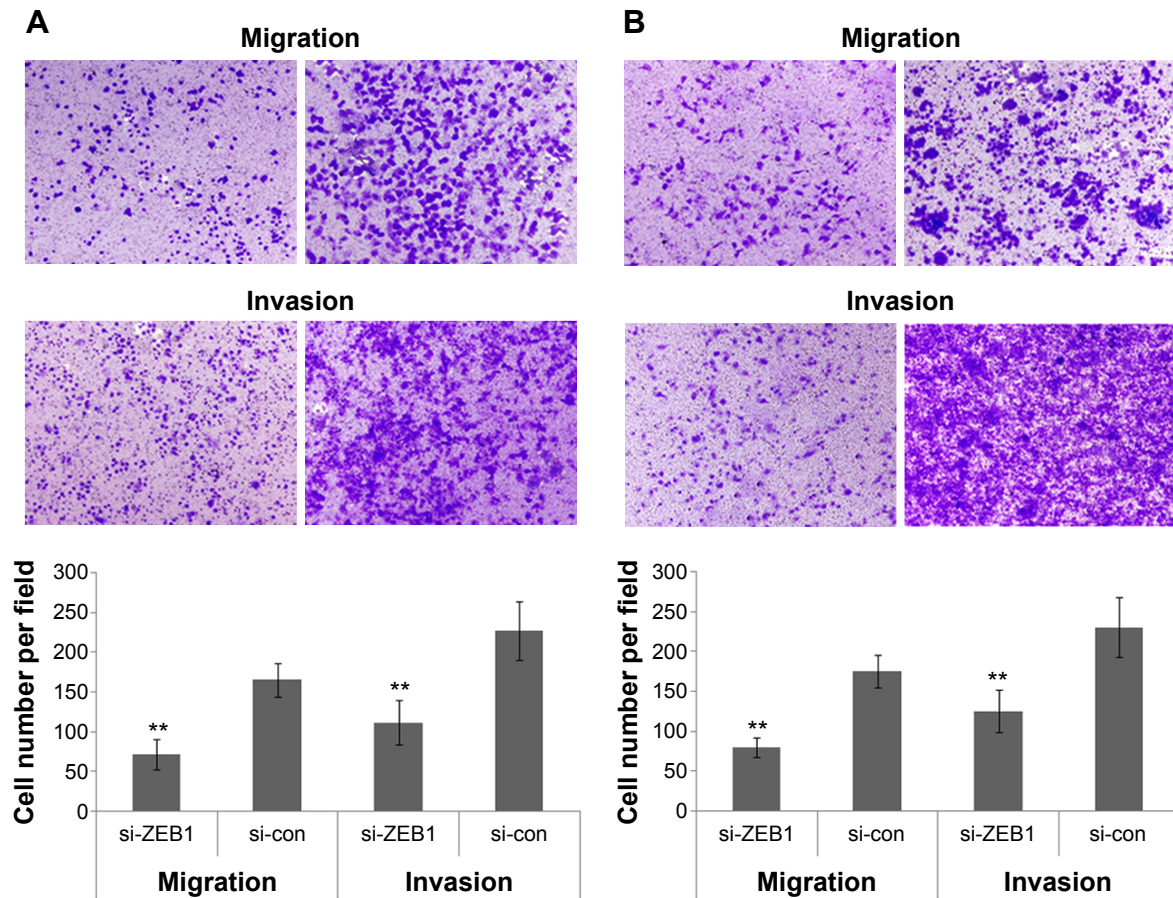 A
Migration
Invasion
Cell number per field
300
250
200
150
100
50
0
**
**
si-ZEB1 si-con si-ZEB1 si-con
Migration Invasion
B
Migration
Invasion
Cell number per field
300
250
200
150
100
50
0
**
**
si-ZEB1 si-con si-ZEB1 si-con
Migration Invasion